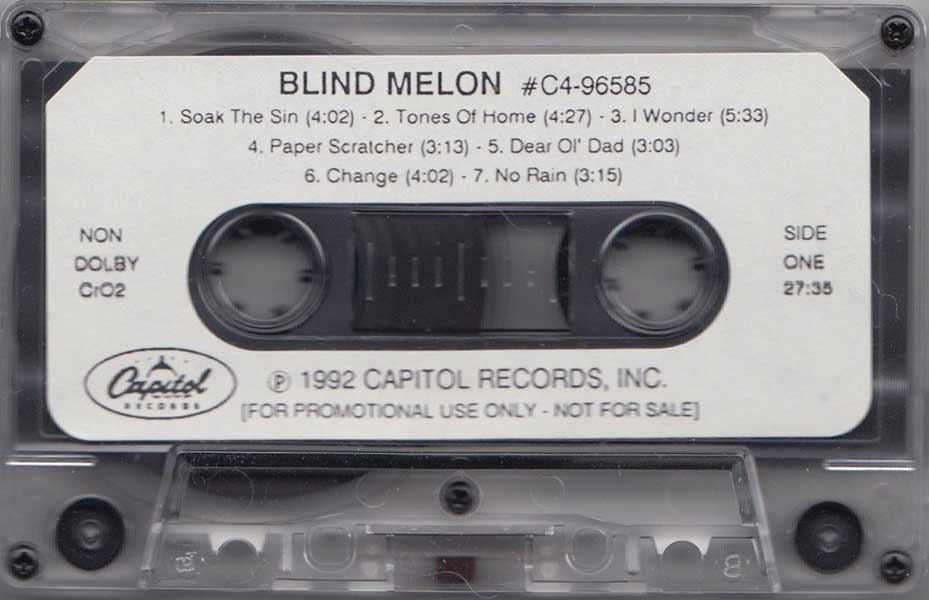 BLIND MELON #C4-96585
1. Soak The Sin (4:02) - 2. Tones Of Home (4:27) - 3. I Wonder (5:33)
4. Paper Scratcher (3:13) - 5. Dear Ol' Dad (3:03)
6. Change (4:02) - 7. No Rain (3:15)
NON
DOLBY
CrO2
SIDE
ONE
27:35
Capitol
RECORDS
℗ 1992 CAPITOL RECORDS, INC.
[FOR PROMOTIONAL USE ONLY - NOT FOR SALE]